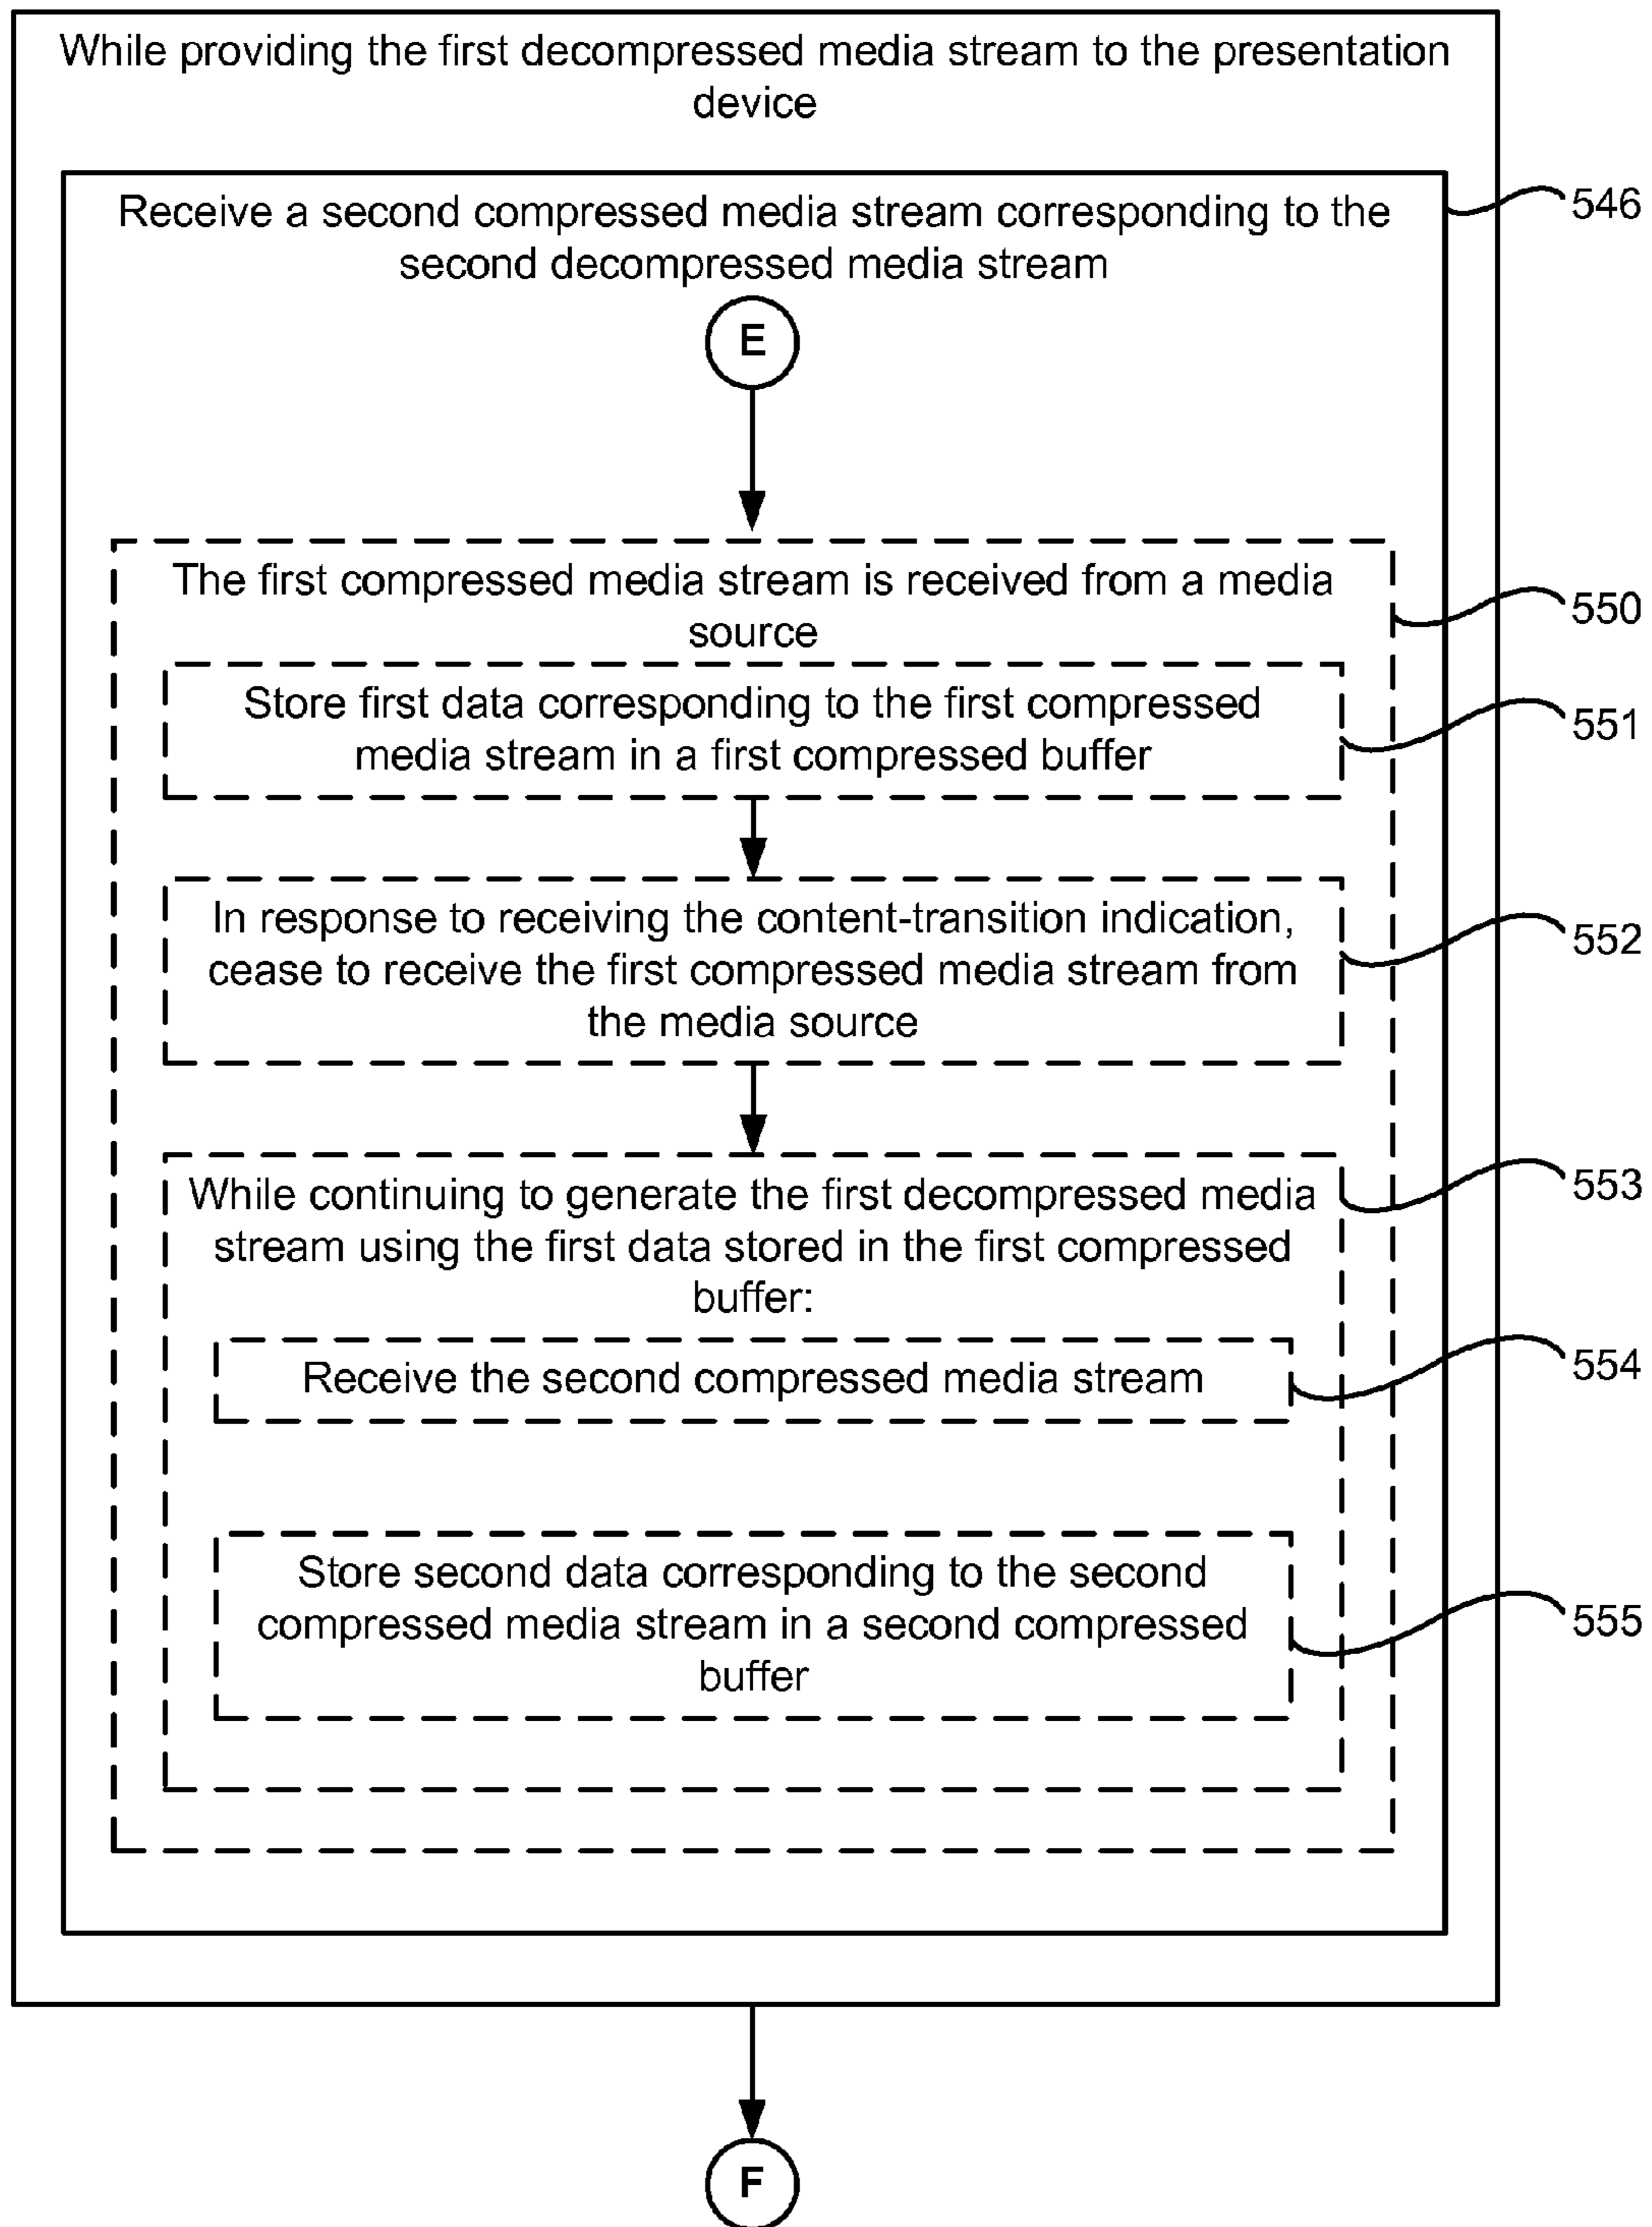 While providing the first decompressed media stream to the presentation
device
Receive a second compressed media stream corresponding to the
second decompressed media stream
546
E
The first compressed media stream is received from a media
source
550
Store first data corresponding to the first compressed
media stream in a first compressed buffer
551
In response to receiving the content-transition indication,
cease to receive the first compressed media stream from
the media source
552
While continuing to generate the first decompressed media
stream using the first data stored in the first compressed
buffer:
553
Receive the second compressed media stream
554
Store second data corresponding to the second
compressed media stream in a second compressed
buffer
555
F